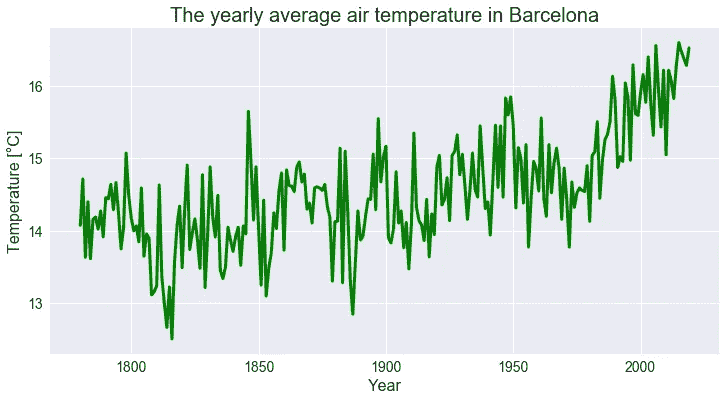 The yearly average air temperature in Barcelona
Temperature [°C]
16
15
14
13
1800 1850 1900 1950 2000
Year